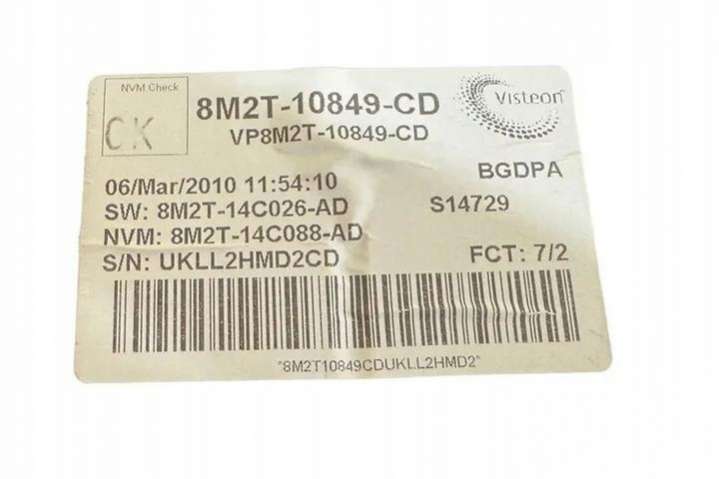 NVM Check
OK
8M2T-10849-CD
VP8M2T-10849-CD
Visteon
BGDPA
06/Mar/2010 11:54:10
SW: 8M2T-14C026-AD S14729
NVM: 8M2T-14C088-AD
S/N: UKLL2HMD2CD FCT: 7/2
"8M2T10849CDUKLL2HMD2"